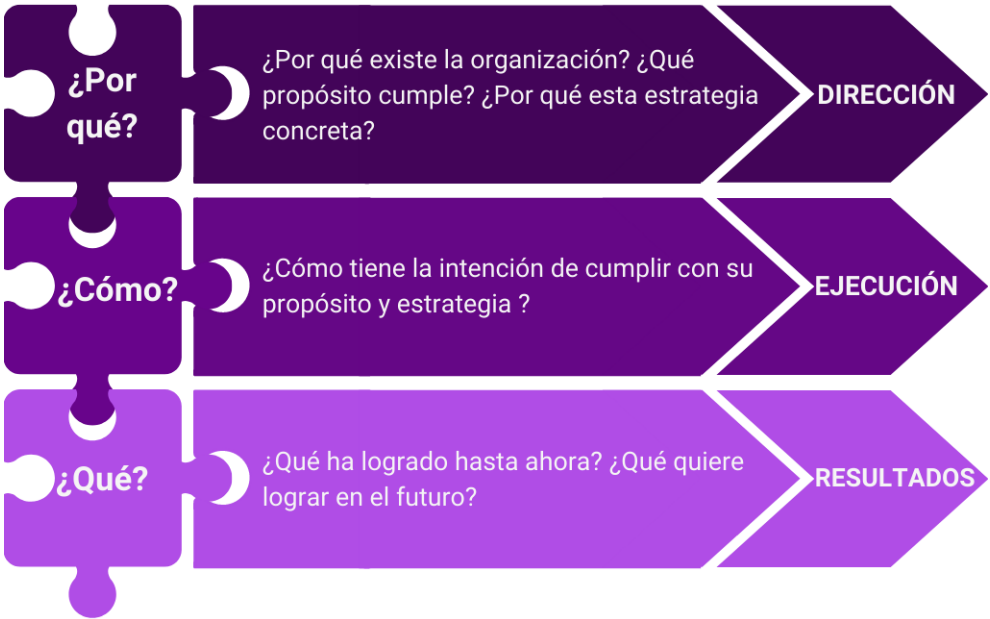 ¿Por
qué?
¿Por qué existe la organización? ¿Qué
propósito cumple? ¿Por qué esta estrategia
concreta?
DIRECCIÓN
¿Cómo?
¿Cómo tiene la intención de cumplir con su
propósito y estrategia ?
EJECUCIÓN
¿Qué?
¿Qué ha logrado hasta ahora? ¿Qué quiere
lograr en el futuro?
RESULTADOS